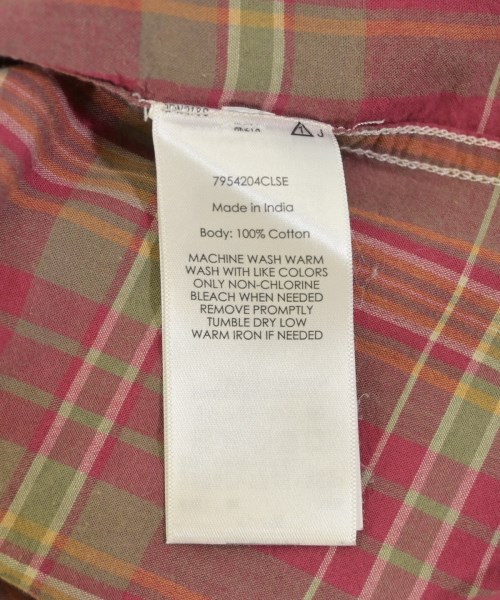 7954204CLSE
Made in India
Body: 100% Cotton
MACHINE WASH WARM
WASH WITH LIKE COLORS
ONLY NON-CHLORINE
BLEACH WHEN NEEDED
REMOVE PROMPTLY
TUMBLE DRY LOW
WARM IRON IF NEEDED